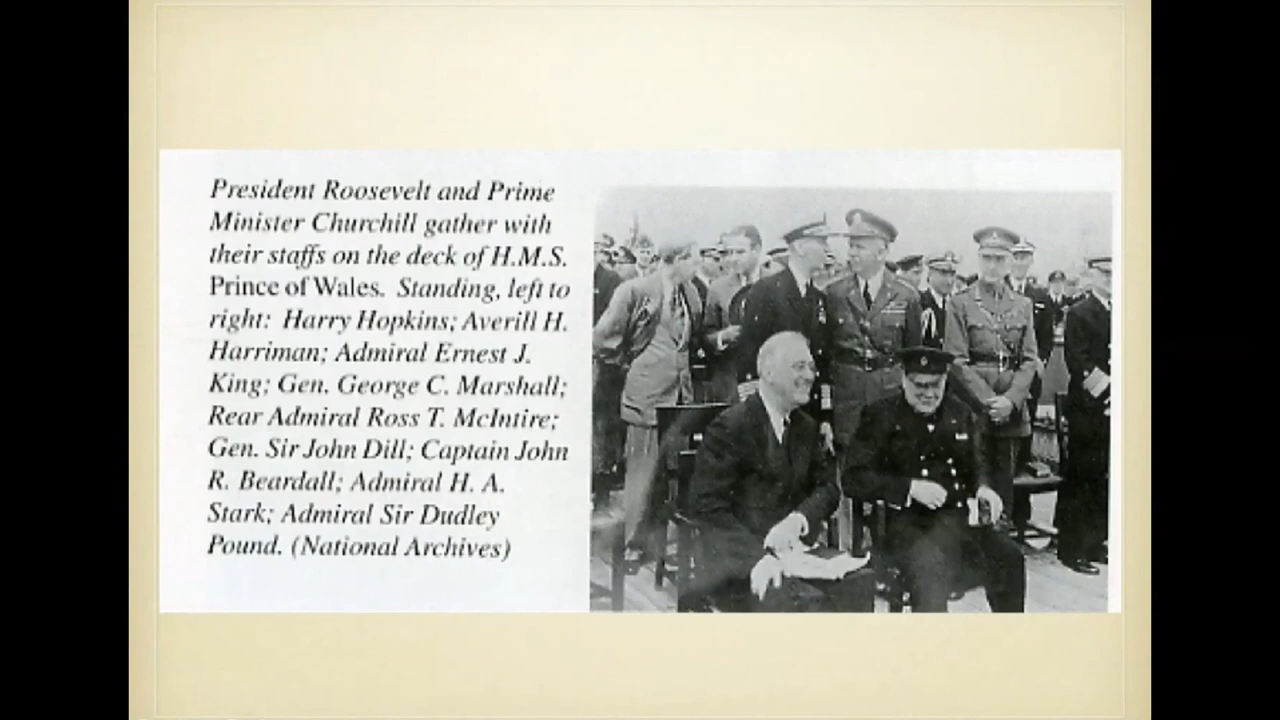 President Roosevelt and Prime
Minister Churchill gather with
their staffs on the deck of H.M.S.
Prince of Wales. Standing, left to
right: Harry Hopkins; Averill H.
Harriman; Admiral Ernest J.
King; Gen. George C. Marshall;
Rear Admiral Ross T. McIntire;
Gen. Sir John Dill; Captain John
R. Beardall; Admiral H. A.
Stark; Admiral Sir Dudley
Pound. (National Archives)